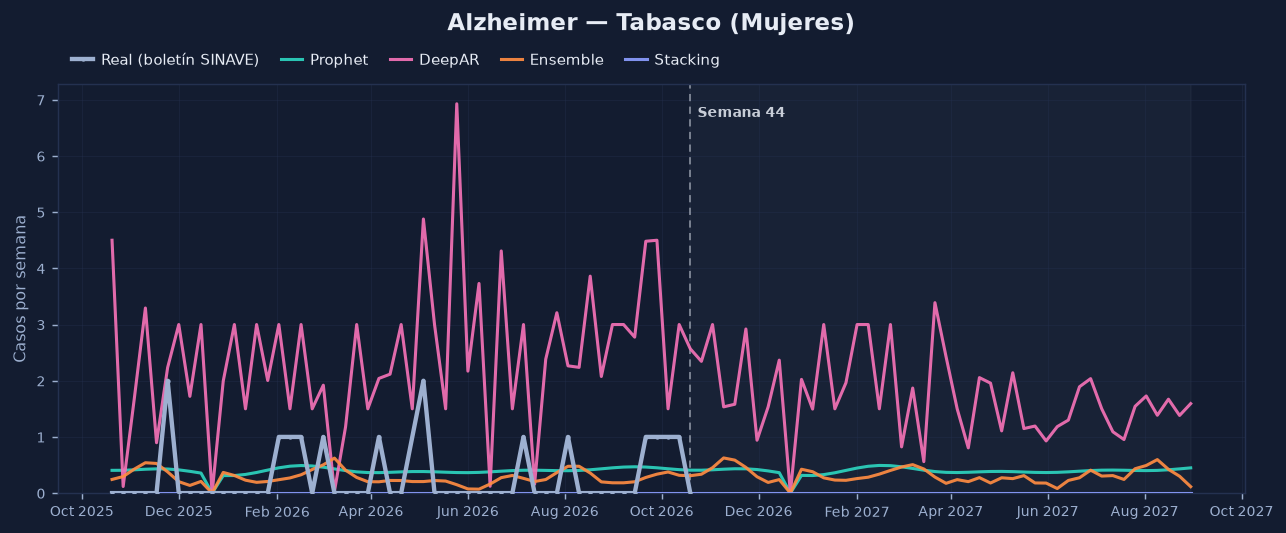 Alzheimer — Tabasco (Mujeres)
Real (boletín SINAVE) Prophet DeepAR Ensemble Stacking
Semana 44
Casos por semana
7
6
5
4
3
2
1
0
Oct 2025 Dec 2025 Feb 2026 Apr 2026 Jun 2026 Aug 2026 Oct 2026 Dec 2026 Feb 2027 Apr 2027 Jun 2027 Aug 2027 Oct 2027